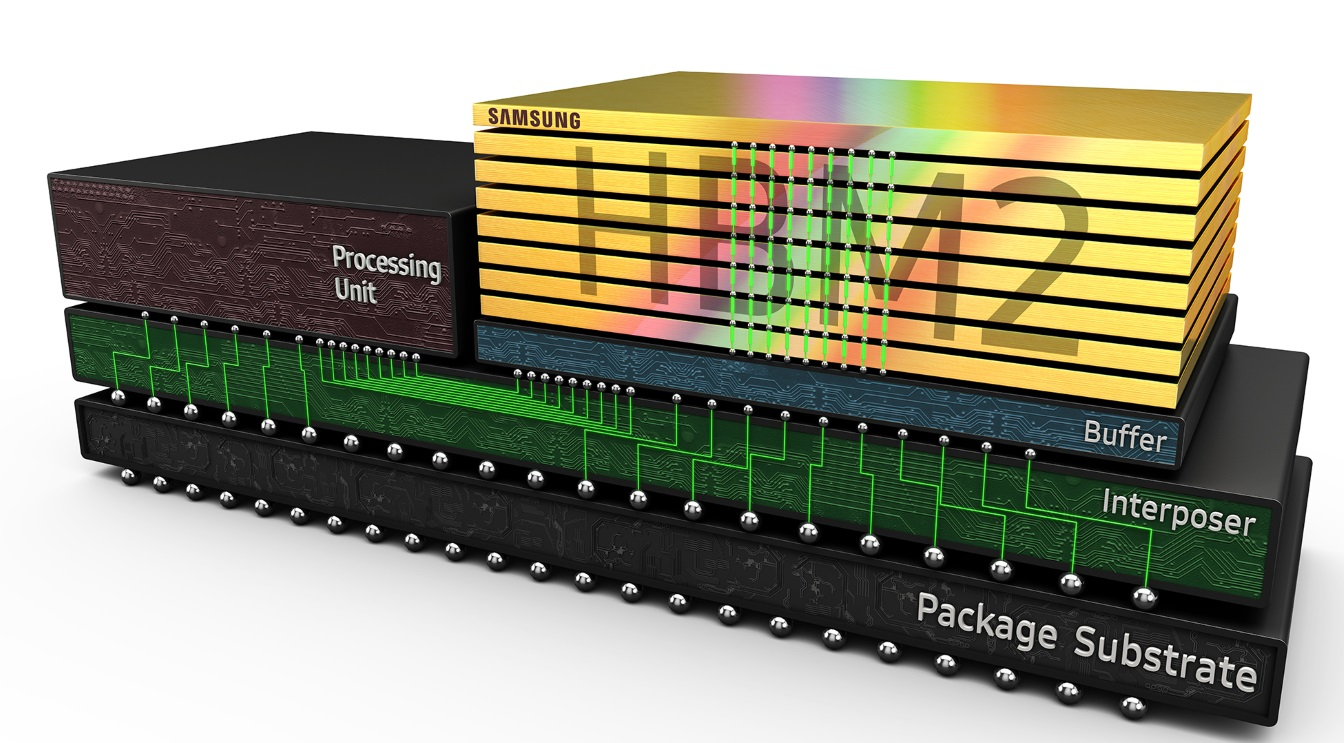 SAMSUNG
HBM2
Processing
Unit
Buffer
Interposer
Package Substrate